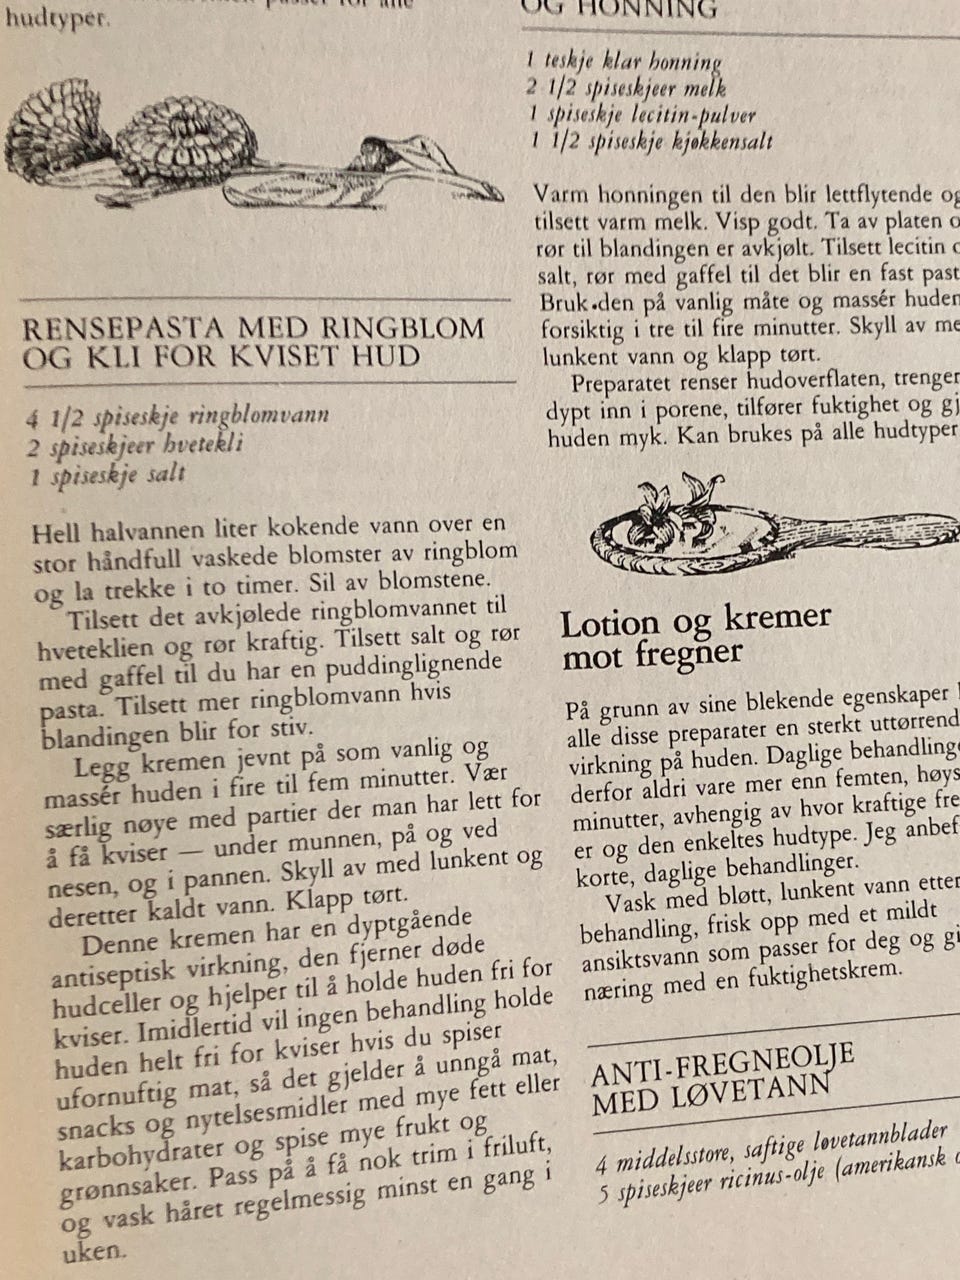 passer for alle
hudtyper.
RENSEPASTA MED RINGBLOM
OG KLI FOR KVISET HUD
4 1/2 spiseskje ringblomvann
2 spiseskjeer hvetekli
1 spiseskje salt
Hell halvannen liter kokende vann over en
stor håndfull vaskede blomster av ringblom
og la trekke i to timer. Sil av blomstene.
Tilsett det avkjølede ringblomvannet til
hveteklien og rør kraftig. Tilsett salt og rør
med gaffel til du har en puddinglignende
pasta. Tilsett mer ringblomvann hvis
blandingen blir for stiv.
Legg kremen jevnt på som vanlig og
massér huden i fire til fem minutter. Vær
særlig nøye med partier der man har lett for
å få kviser — under munnen, på og ved
nesen, og i pannen. Skyll av med lunkent og
deretter kaldt vann. Klapp tørt.
Denne kremen har en dyptgående
antiseptisk virkning, den fjerner døde
hudceller og hjelper til å holde huden fri for
kviser. Imidlertid vil ingen behandling holde
huden helt fri for kviser hvis du spiser
ufornuftig mat, så det gjelder å unngå mat,
snacks og nytelsesmidler med mye fett eller
karbohydrater og spise mye frukt og
grønnsaker. Pass på å få nok trim i friluft,
og vask håret regelmessig minst en gang i
uken.
OG HONNING
1 teskje klar honning
2 1/2 spiseskjeer melk
1 spiseskje lecitin-pulver
1 1/2 spiseskje kjøkkensalt
Varm honningen til den blir lettflytende og
tilsett varm melk. Visp godt. Ta av platen o
rør til blandingen er avkjølt. Tilsett lecitin
salt, rør med gaffel til det blir en fast past
Bruk den på vanlig måte og massér huden
forsiktig i tre til fire minutter. Skyll av me
lunkent vann og klapp tørt.
Preparatet renser hudoverflaten, trenger
dypt inn i porene, tilfører fuktighet og gj
huden myk. Kan brukes på alle hudtyper
Lotion og kremer
mot fregner
På grunn av sine blekende egenskaper
alle disse preparater en sterkt uttørrend
virkning på huden. Daglige behandling
derfor aldri vare mer enn femten, høys
minutter, avhengig av hvor kraftige fre
er og den enkeltes hudtype. Jeg anbef
korte, daglige behandlinger.
Vask med bløtt, lunkent vann etter
behandling, frisk opp med et mildt
ansiktsvann som passer for deg og gi
næring med en fuktighetskrem.
ANTI-FREGNEOLJE
MED LØVETANN
4 middelsstore, saftige løvetannblader
5 spiseskjeer ricinus-olje (amerikansk